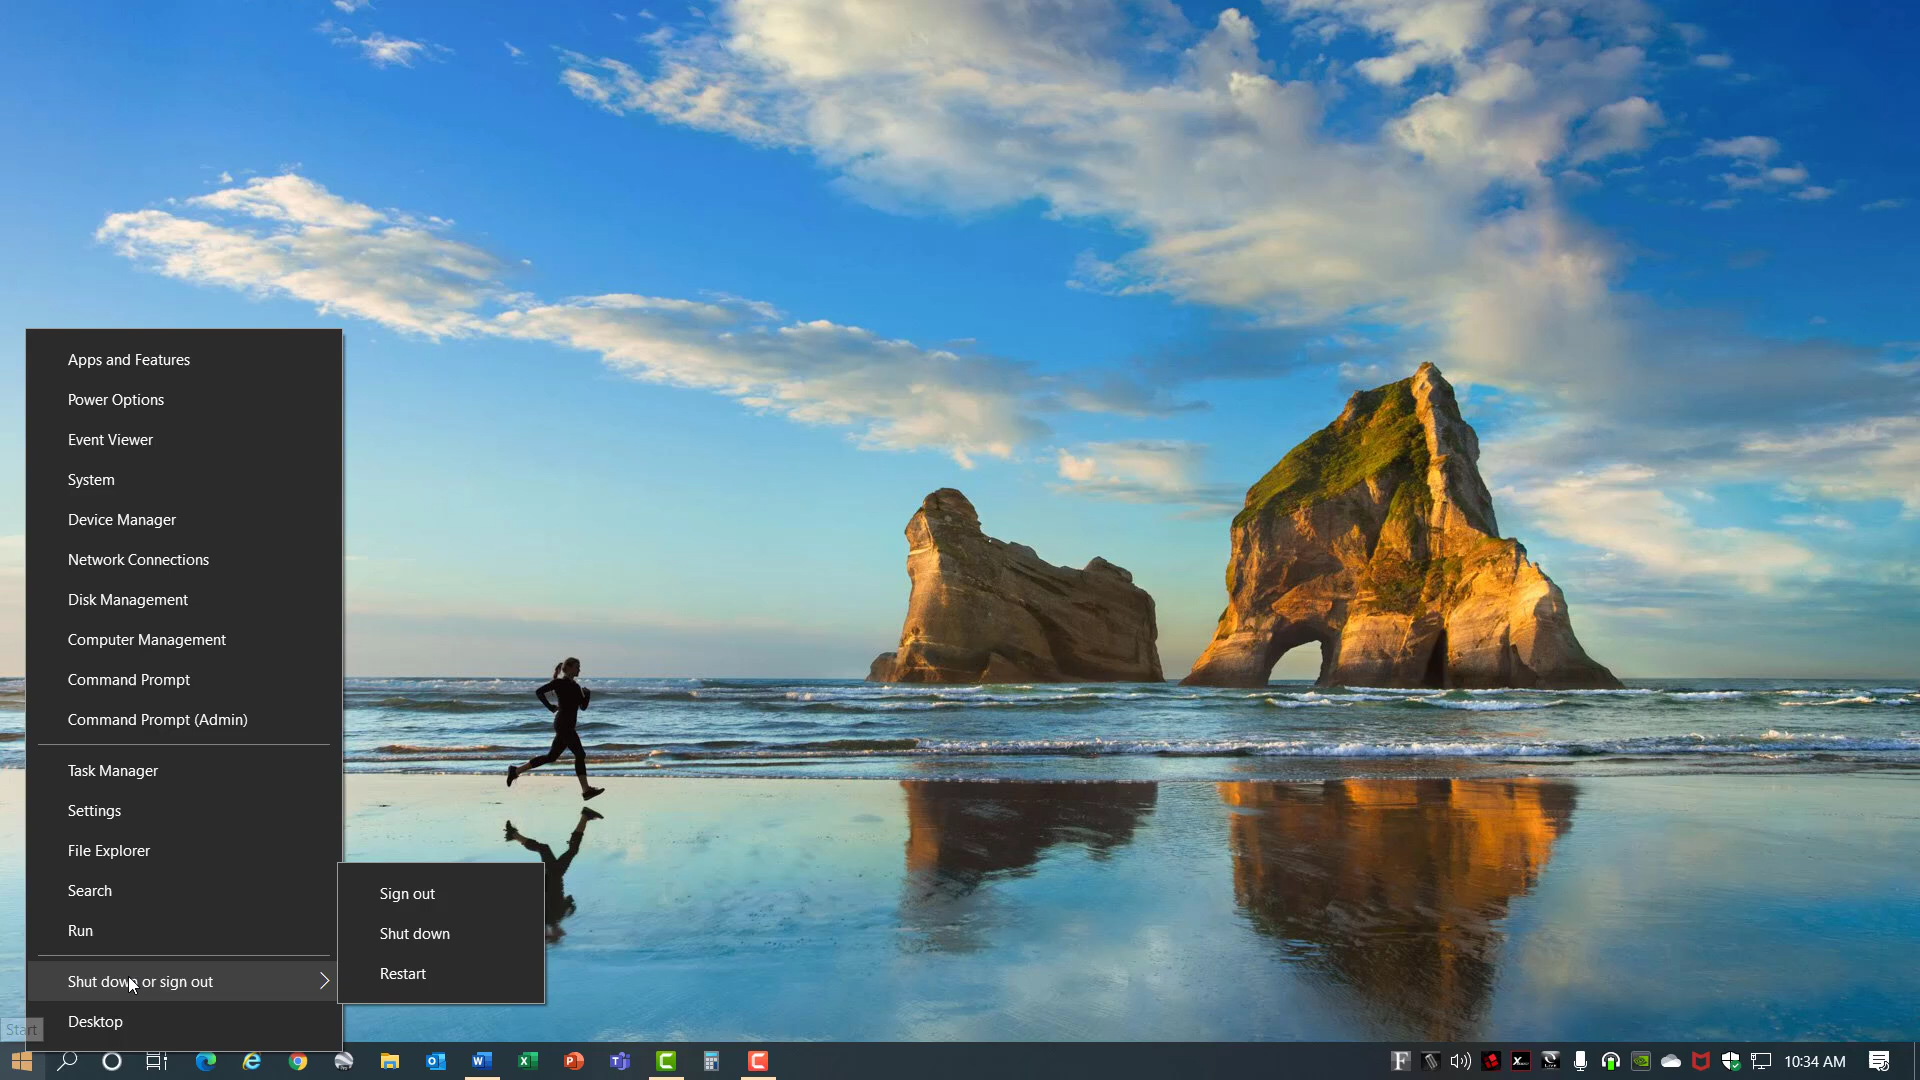 Apps and Features
Power Options
Event Viewer
System
Device Manager
Network Connections
Disk Management
Computer Management
Command Prompt
Command Prompt (Admin)
Task Manager
Settings
File Explorer
Search
Run
Shut down or sign out
Desktop
Sign out
Shut down
Restart
Start
10:34 AM